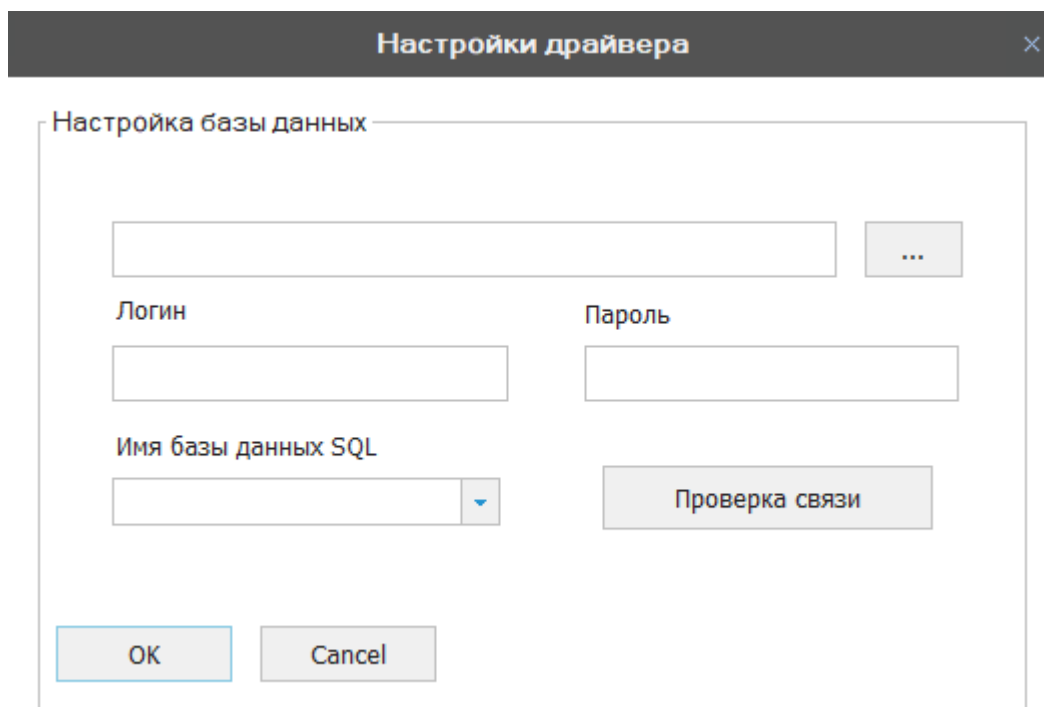 Настройки драйвера
Настройка базы данных
...
Логин
Пароль
Имя базы данных SQL
Проверка связи
OK
Cancel